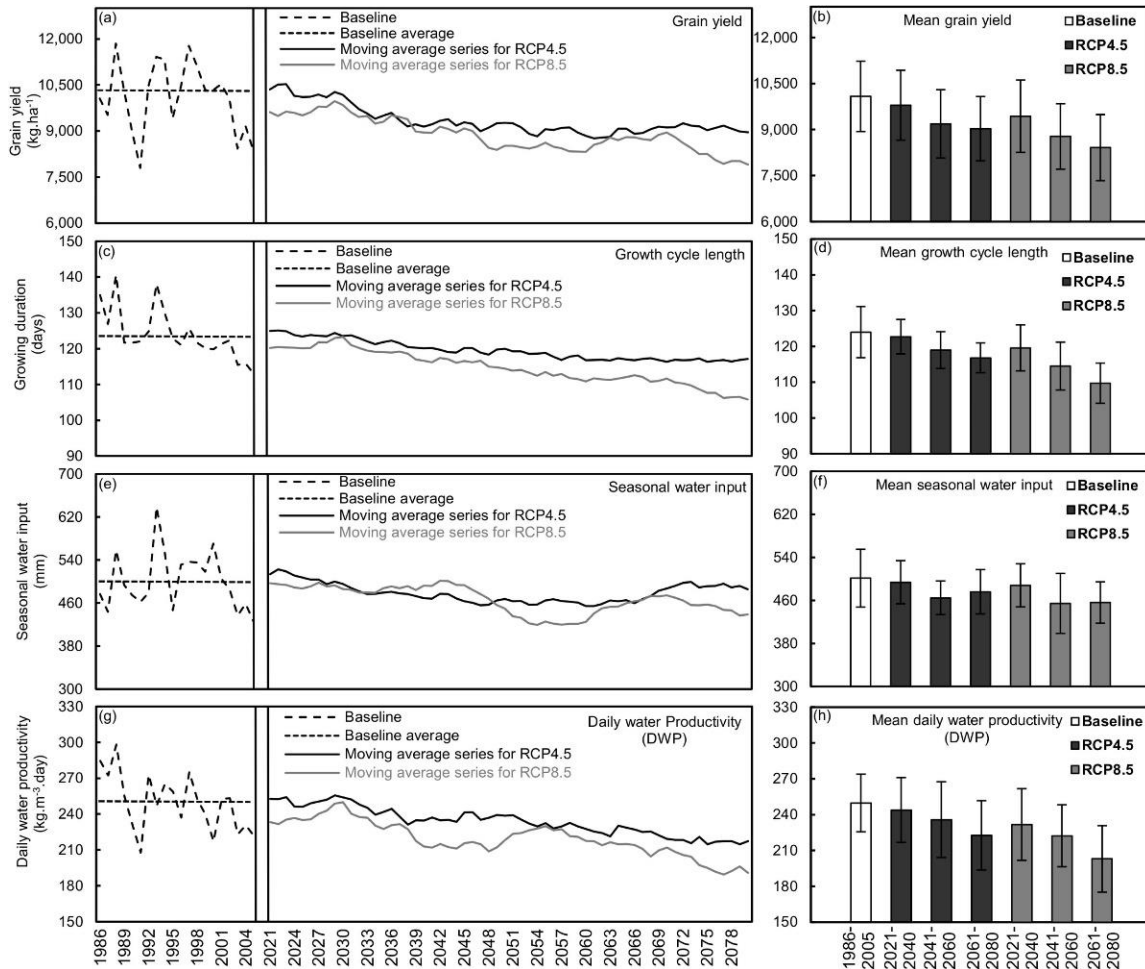 (a)
Grain yield
Baseline
Baseline average
Moving average series for RCP4.5
Moving average series for RCP8.5
Grain yield
(kg.ha⁻¹)
12,000
10,500
9,000
7,500
6,000
(b)
Mean grain yield
Baseline
RCP4.5
RCP8.5
12,000
10,500
9,000
7,500
6,000
(c)
Growth cycle length
Baseline
Baseline average
Moving average series for RCP4.5
Moving average series for RCP8.5
Growing duration
(days)
150
140
130
120
110
100
90
(d)
Mean growth cycle length
Baseline
RCP4.5
RCP8.5
150
140
130
120
110
100
90
(e)
Seasonal water input
Baseline
Baseline average
Moving average series for RCP4.5
Moving average series for RCP8.5
Seasonal water input
(mm)
700
620
540
460
380
300
(f)
Mean seasonal water input
Baseline
RCP4.5
RCP8.5
700
620
540
460
380
300
(g)
Daily water Productivity
(DWP)
Baseline
Baseline average
Moving average series for RCP4.5
Moving average series for RCP8.5
Daily water productivity
(kg.m⁻³.day)
330
300
270
240
210
180
150
(h)
Mean daily water productivity
(DWP)
Baseline
RCP4.5
RCP8.5
330
300
270
240
210
180
150
1986
1989
1992
1995
1998
2001
2004
2021
2024
2027
2030
2033
2036
2039
2042
2045
2048
2051
2054
2057
2060
2063
2066
2069
2072
2075
2078
1986-
2005
2021-
2040
2041-
2060
2061-
2080
2021-
2040
2041-
2060
2061-
2080